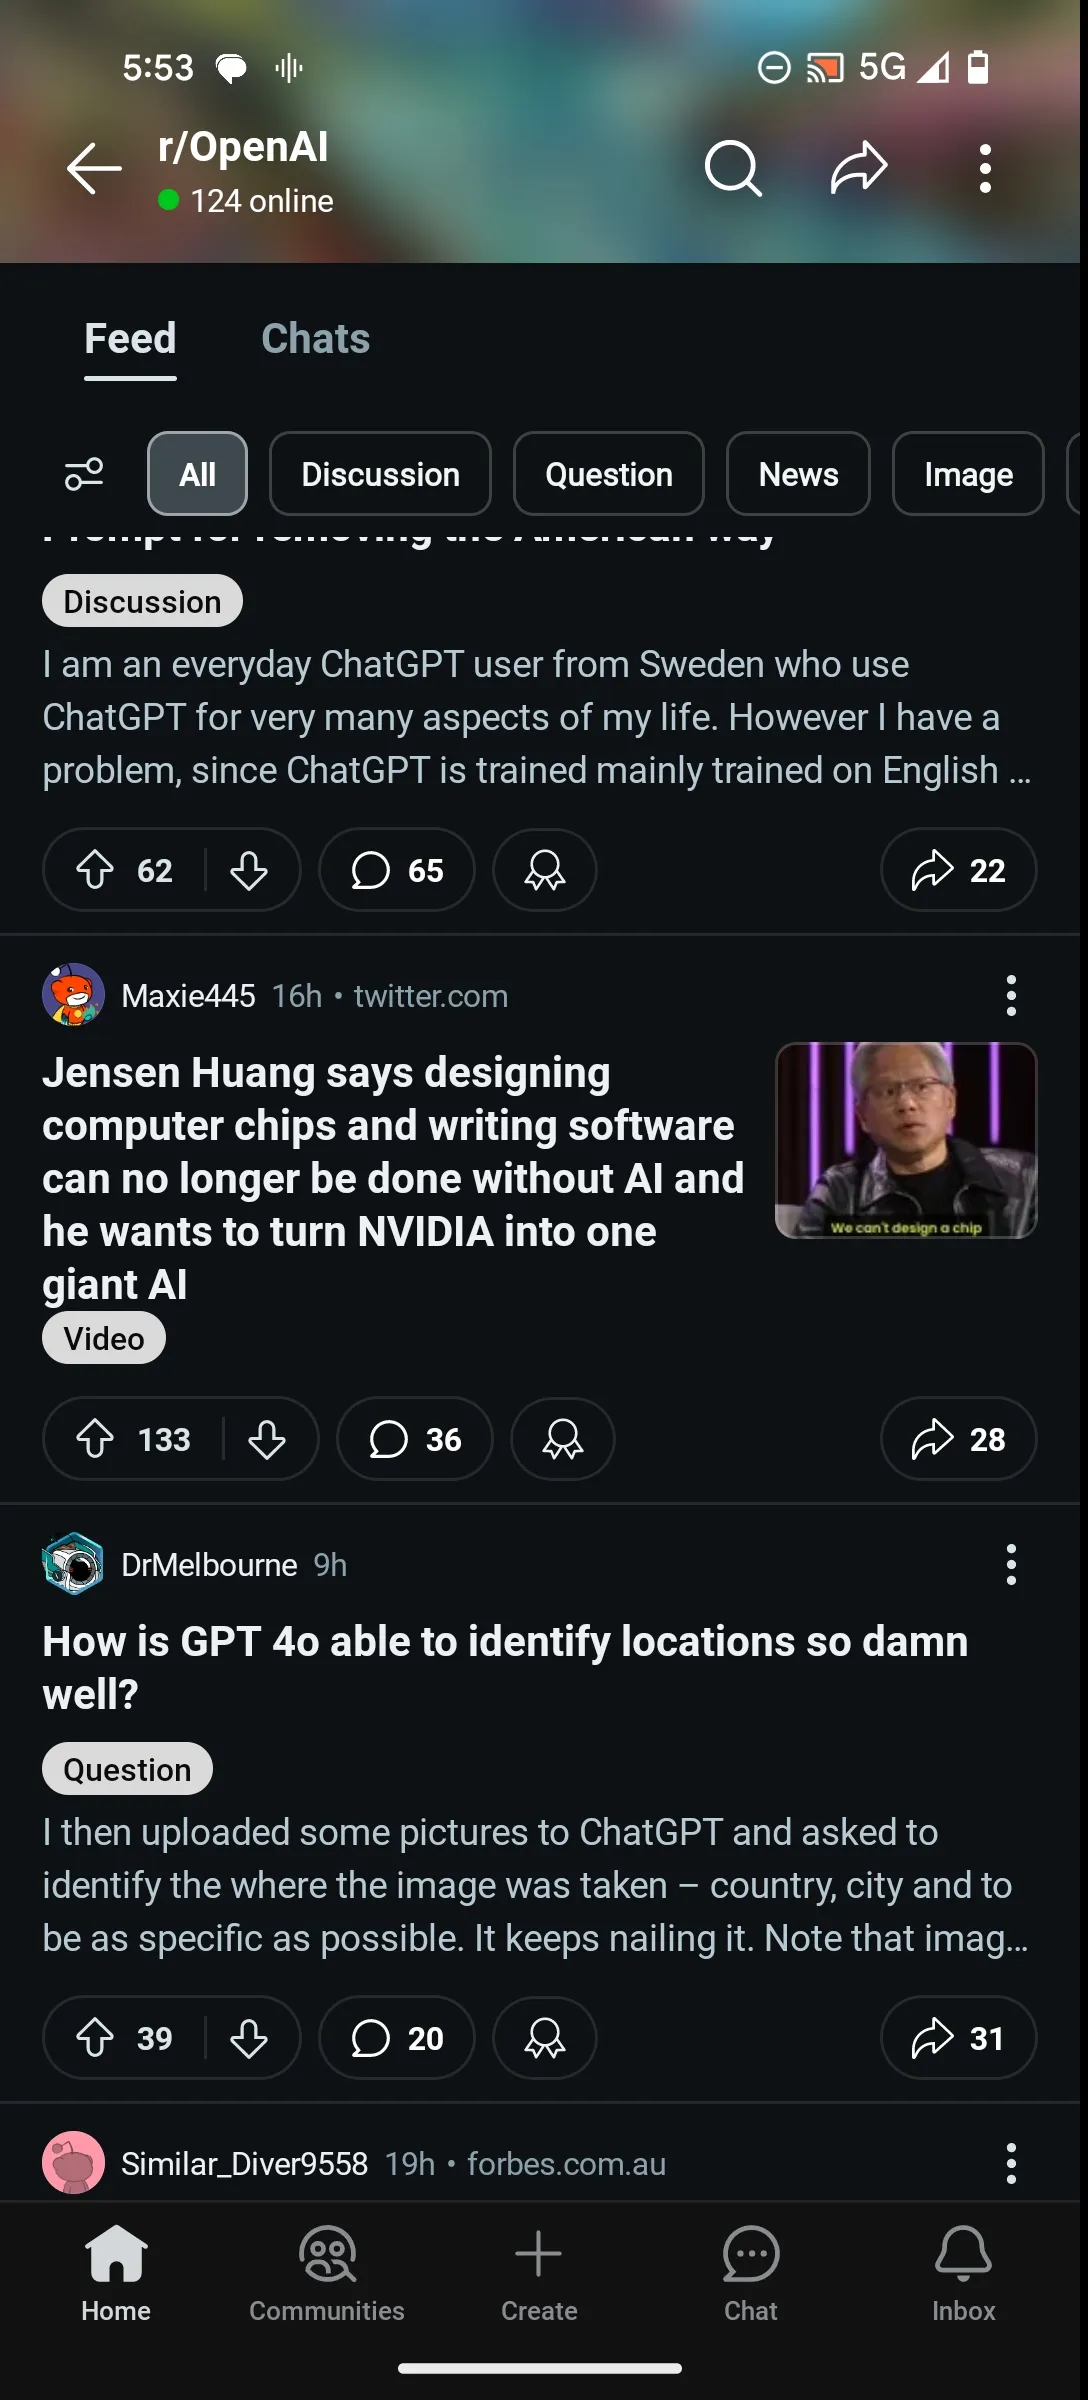 5:53
5G
r/OpenAI
124 online
Feed
Chats
All
Discussion
Question
News
Image
Prompt for removing the American way
Discussion
I am an everyday ChatGPT user from Sweden who use
ChatGPT for very many aspects of my life. However I have a
problem, since ChatGPT is trained mainly trained on English ...
62
65
22
Maxie445 16h • twitter.com
Jensen Huang says designing
computer chips and writing software
can no longer be done without AI and
he wants to turn NVIDIA into one
giant AI
We can't design a chip
Video
133
36
28
DrMelbourne 9h
How is GPT 4o able to identify locations so damn
well?
Question
I then uploaded some pictures to ChatGPT and asked to
identify the where the image was taken – country, city and to
be as specific as possible. It keeps nailing it. Note that imag...
39
20
31
Similar_Diver9558 19h • forbes.com.au
Home
Communities
Create
Chat
Inbox